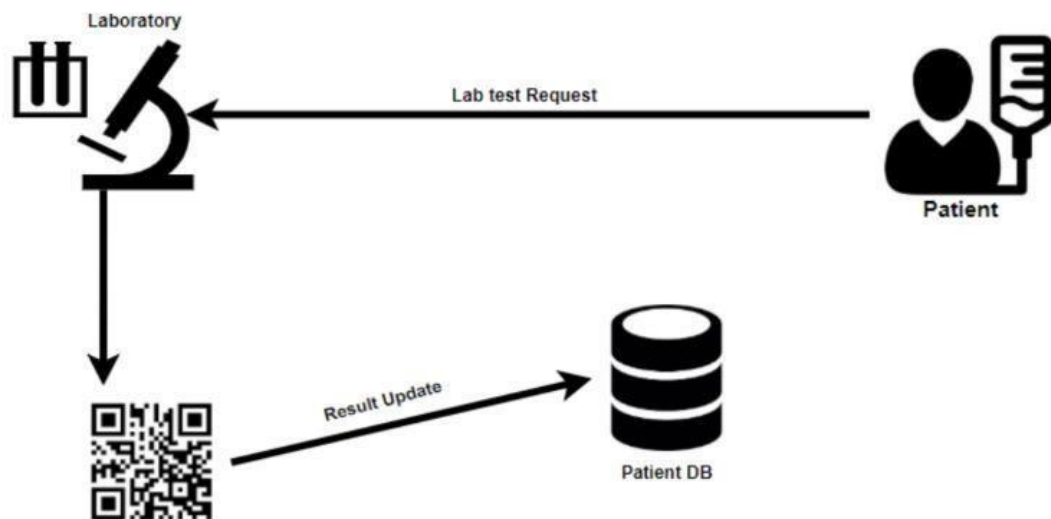 Laboratory
Lab test Request
Patient
Result Update
Patient DB